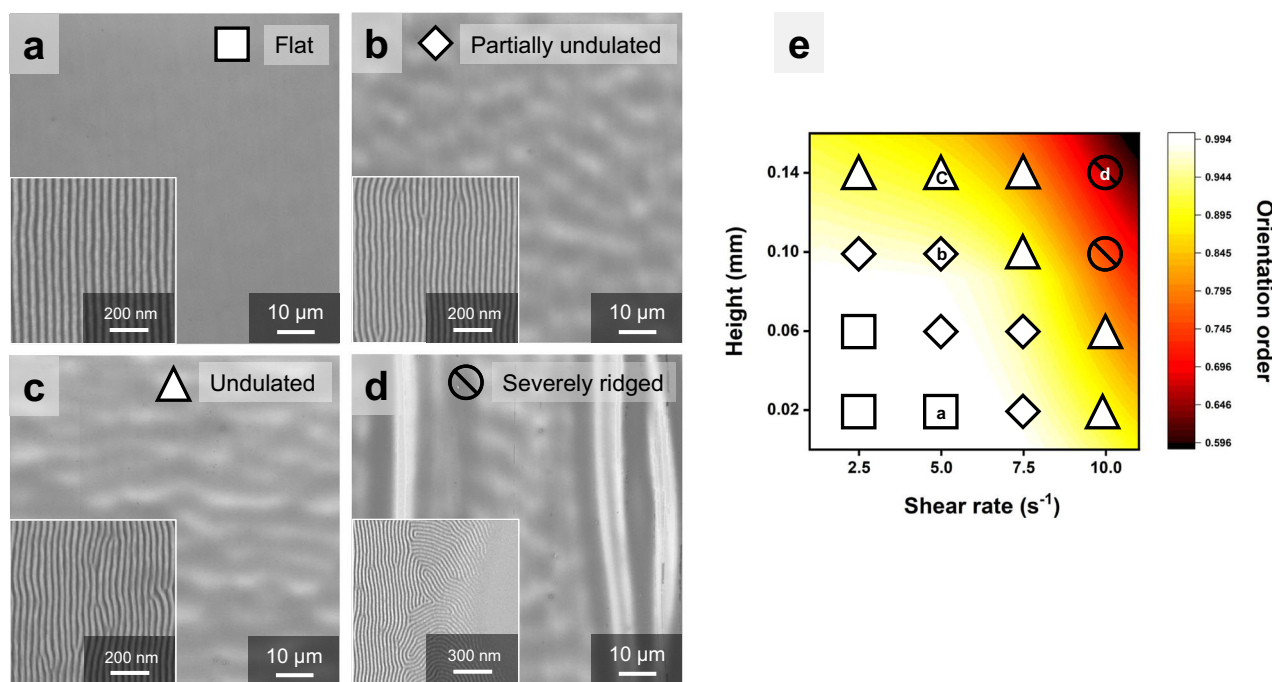 a
Flat
200 nm
10 µm
b
Partially undulated
200 nm
10 µm
c
Undulated
200 nm
10 µm
d
Severely ridged
300 nm
10 µm
e
Height (mm)
0.14
0.10
0.06
0.02
C
d
b
a
2.5 5.0 7.5 10.0
Shear rate (s⁻¹)
0.994
0.944
0.895
0.845
0.795
0.745
0.696
0.646
0.596
Orientation order